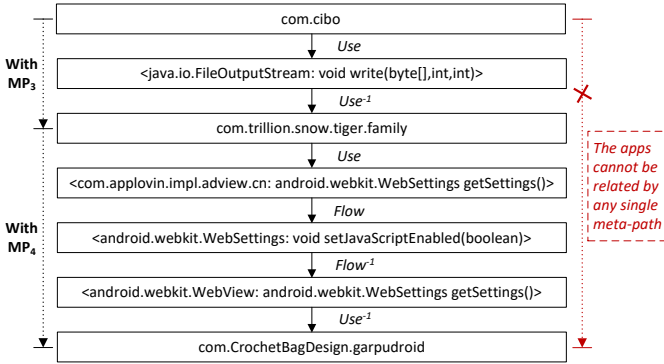 com.cibo
Use
With
MP3
<java.io.FileOutputStream: void write(byte[],int,int)>
Use-1
com.trillion.snow.tiger.family
Use
<com.applovin.impl.adview.cn: android.webkit.WebSettings getSettings()>
Flow
With
MP4
<android.webkit.WebSettings: void setJavaScriptEnabled(boolean)>
Flow-1
<android.webkit.WebView: android.webkit.WebSettings getSettings()>
Use-1
com.CrochetBagDesign.garpudroid
The apps
cannot be
related by
any single
meta-path